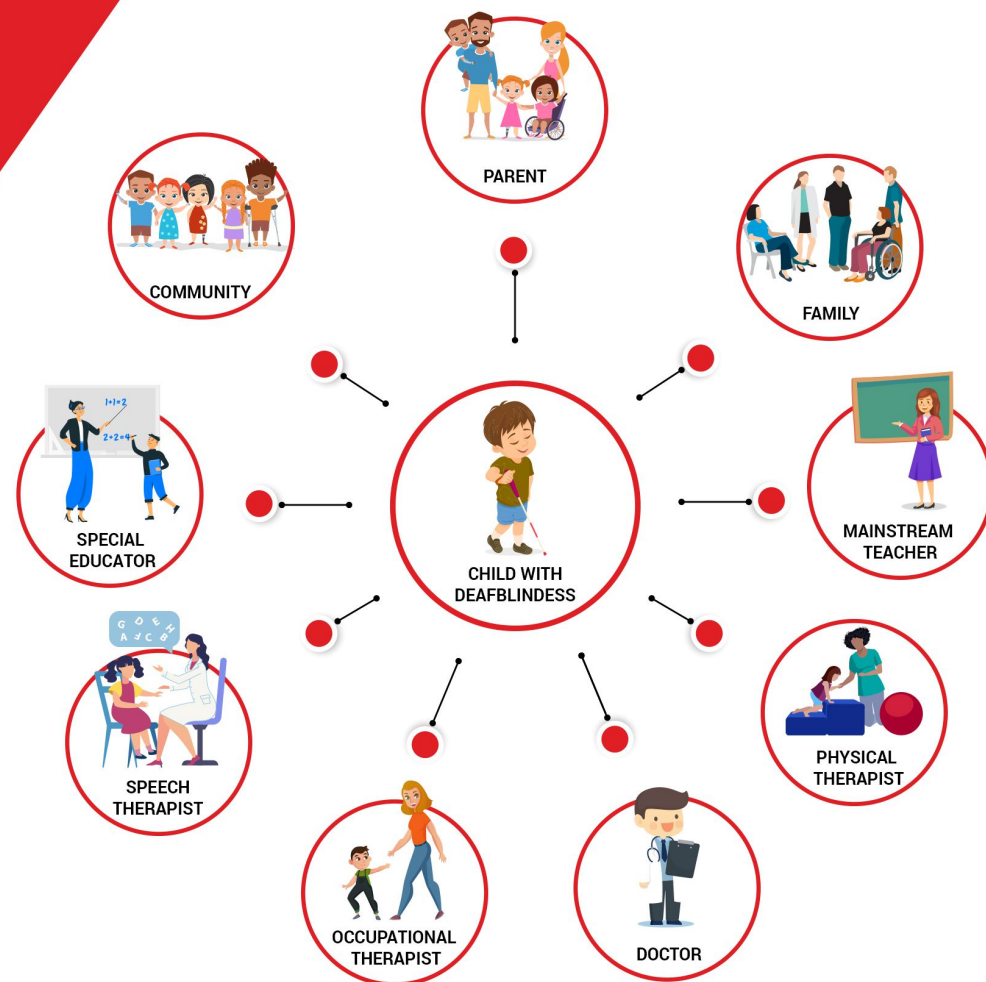 PARENT
COMMUNITY
FAMILY
1+1=2
2+2=4
SPECIAL
EDUCATOR
MAINSTREAM
TEACHER
CHILD WITH
DEAFBLINDESS
G D E H
A J C B
SPEECH
THERAPIST
PHYSICAL
THERAPIST
OCCUPATIONAL
THERAPIST
DOCTOR